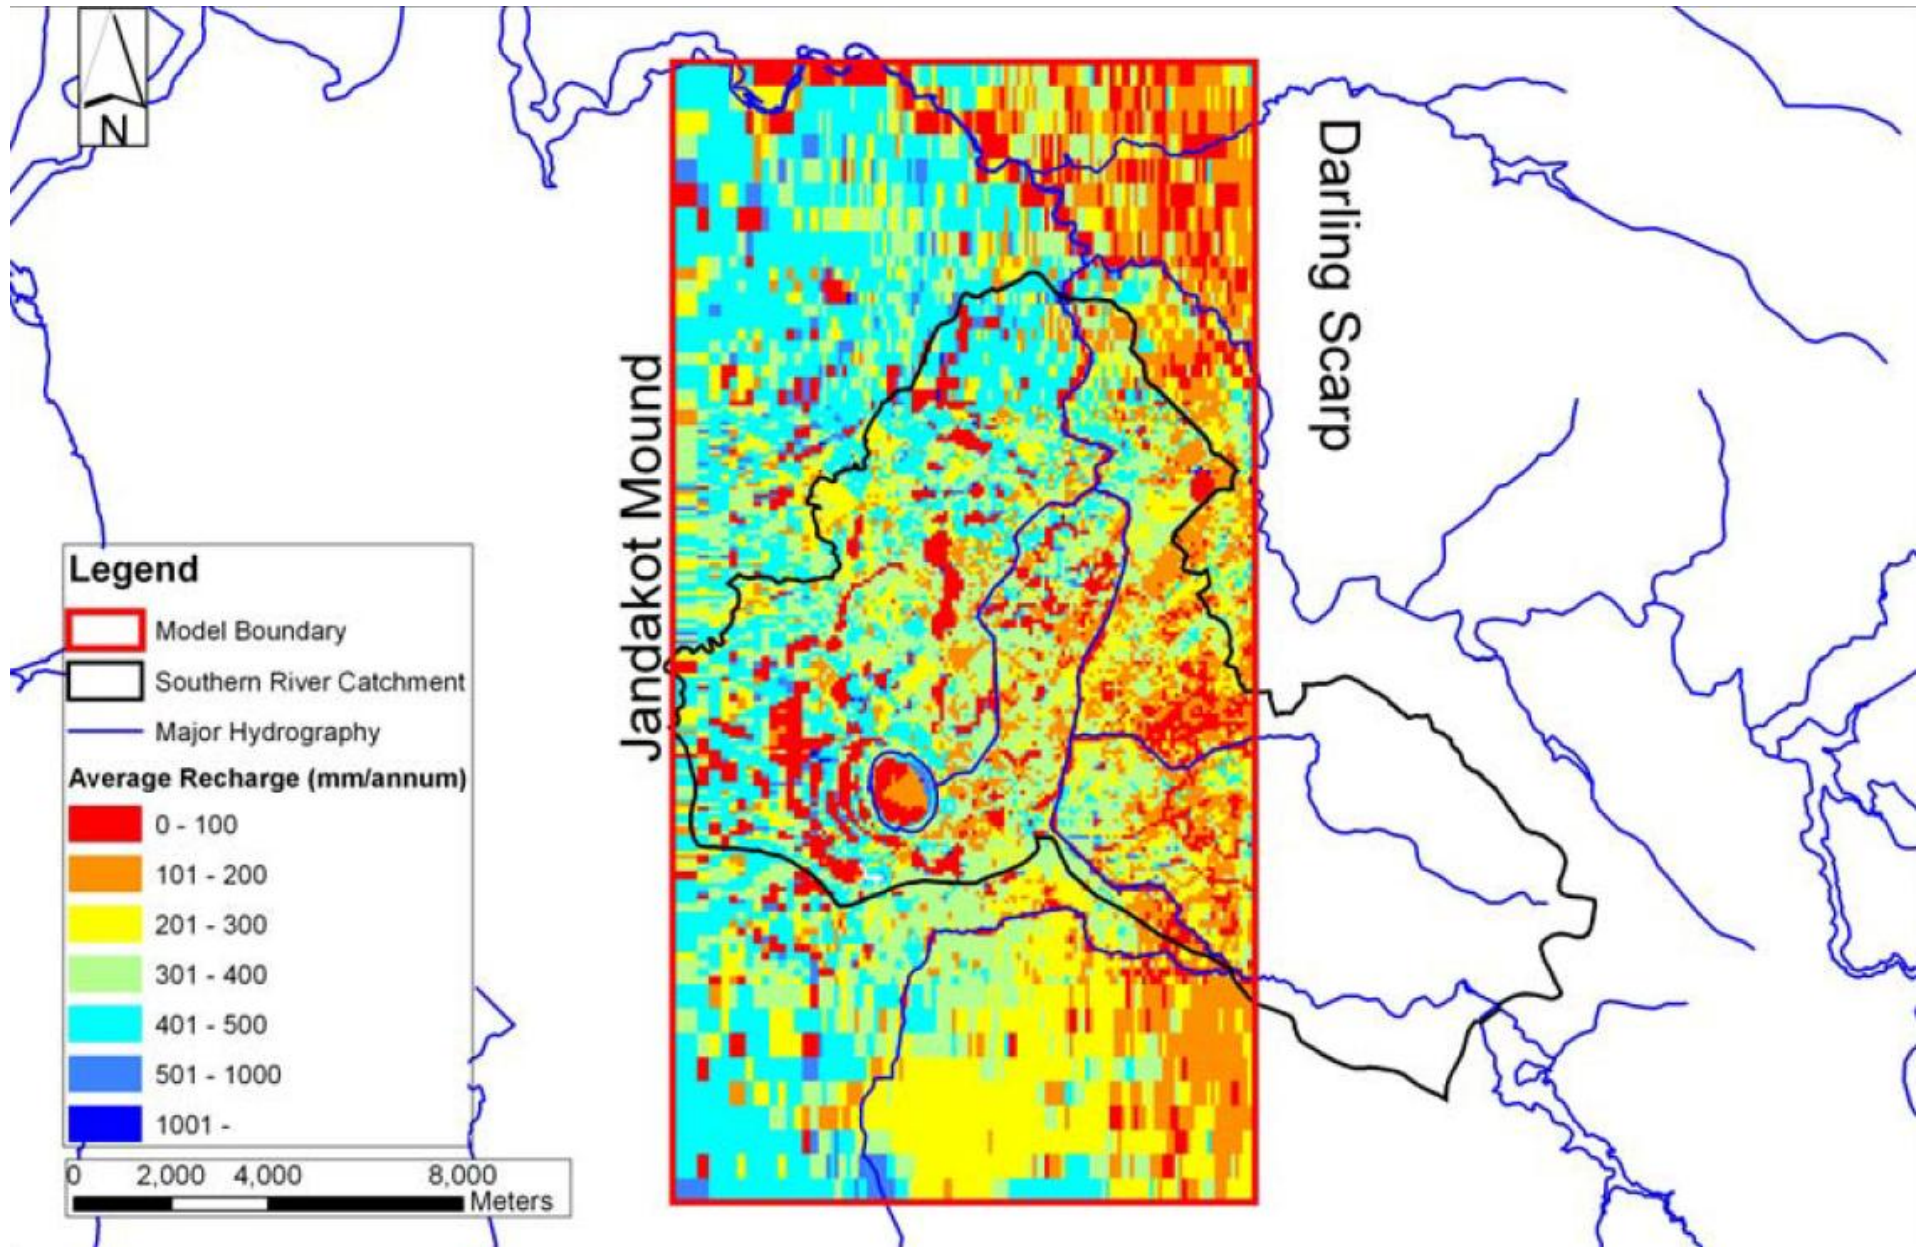 N
Darling Scarp
Jandakot Mound
Legend
Model Boundary
Southern River Catchment
Major Hydrography
Average Recharge (mm/annum)
0 - 100
101 - 200
201 - 300
301 - 400
401 - 500
501 - 1000
1001 -
0 2,000 4,000 8,000
Meters